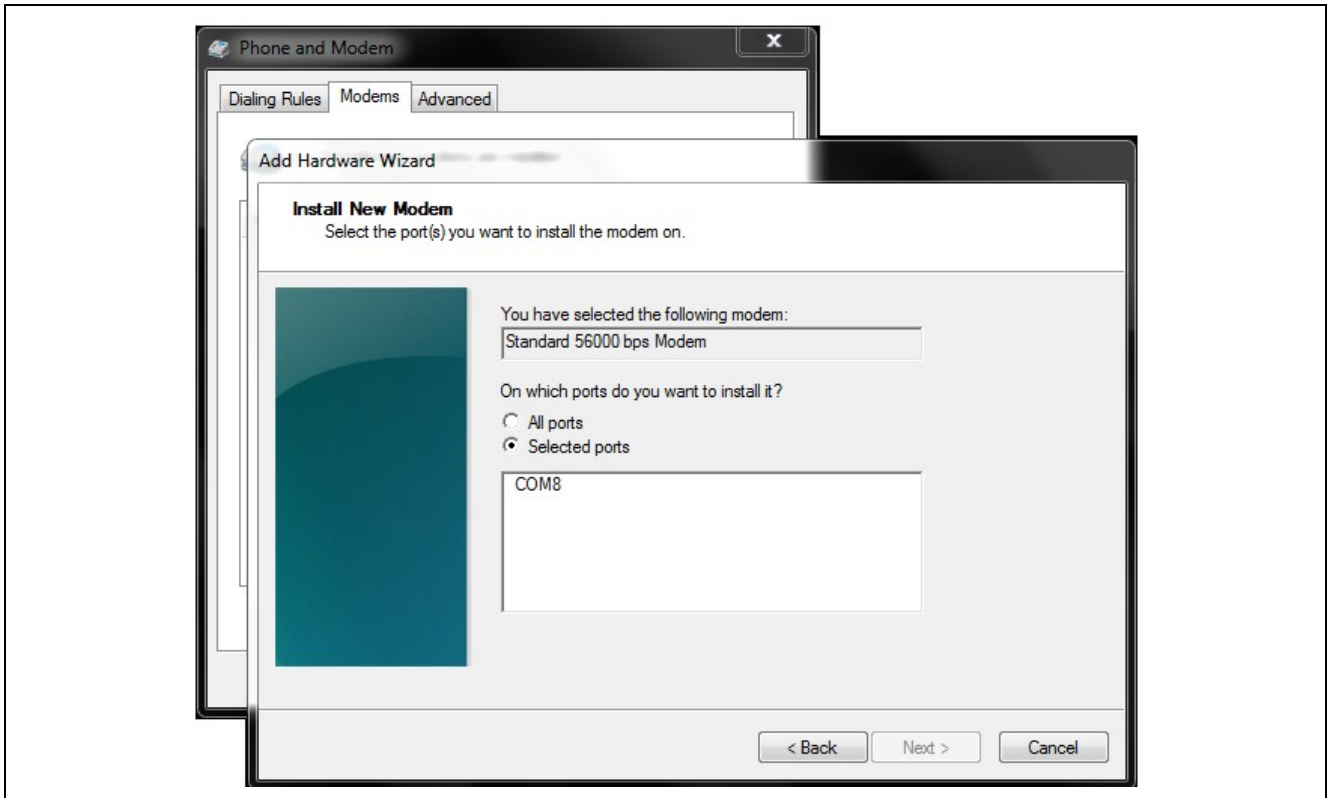 Phone and Modem
x
Dialing Rules Modems Advanced
Add Hardware Wizard
Install New Modem
Select the port(s) you want to install the modem on.
You have selected the following modem:
Standard 56000 bps Modem
On which ports do you want to install it?
All ports
Selected ports
COM8
< Back Next > Cancel